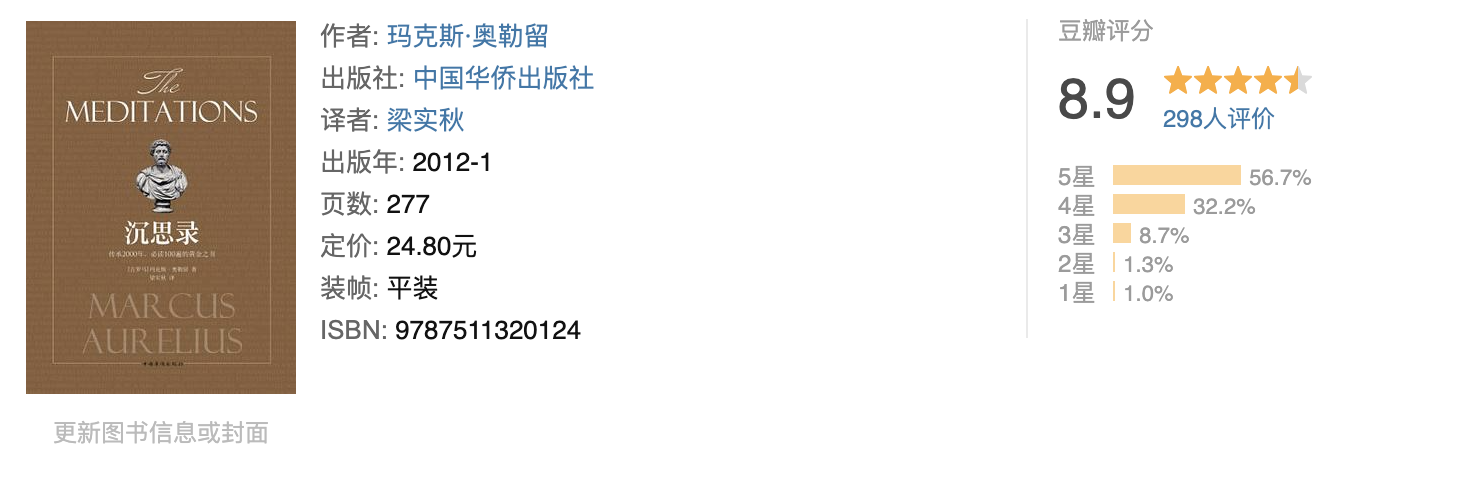 The
MEDITATIONS
沉思录
传承2000年，必读100遍的黄金之书
[古罗马]玛克斯·奥勒留 著
梁实秋 译
MARCUS
AURELIUS
中国华侨出版社
更新图书信息或封面
作者: 玛克斯·奥勒留
出版社: 中国华侨出版社
译者: 梁实秋
出版年: 2012-1
页数: 277
定价: 24.80元
装帧: 平装
ISBN: 9787511320124
豆瓣评分
8.9
298人评价
5星 56.7%
4星 32.2%
3星 8.7%
2星 1.3%
1星 1.0%